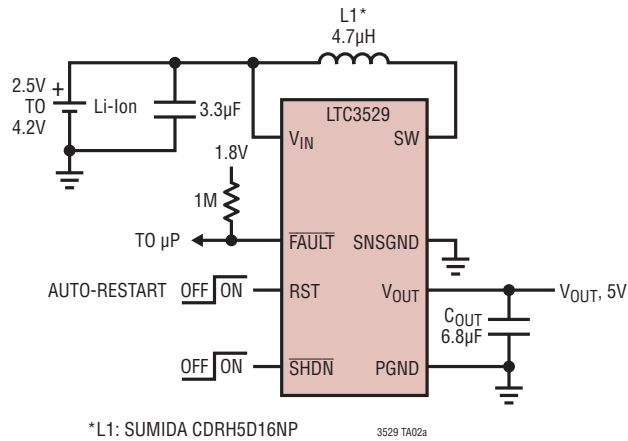 L1*
4.7µH
2.5V
TO
4.2V
+
Li-Ion
3.3µF
LTC3529
VIN
SW
1.8V
1M
TO µP
FAULT
SNSGND
AUTO-RESTART
OFF ON
RST
VOUT
VOUT, 5V
COUT
6.8µF
OFF ON
SHDN
PGND
*L1: SUMIDA CDRH5D16NP
3529 TA02a